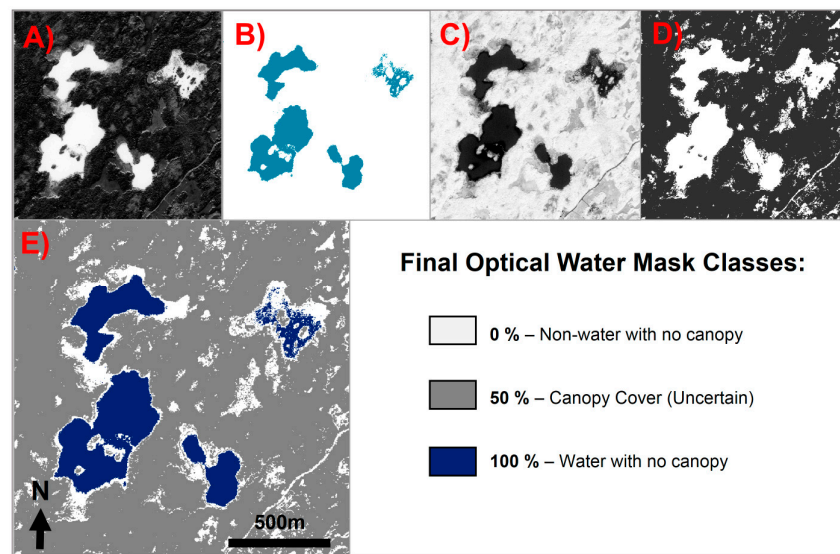 A)
B)
C)
D)
E)
Final Optical Water Mask Classes:
0 % – Non-water with no canopy
50 % – Canopy Cover (Uncertain)
100 % – Water with no canopy
N
500m